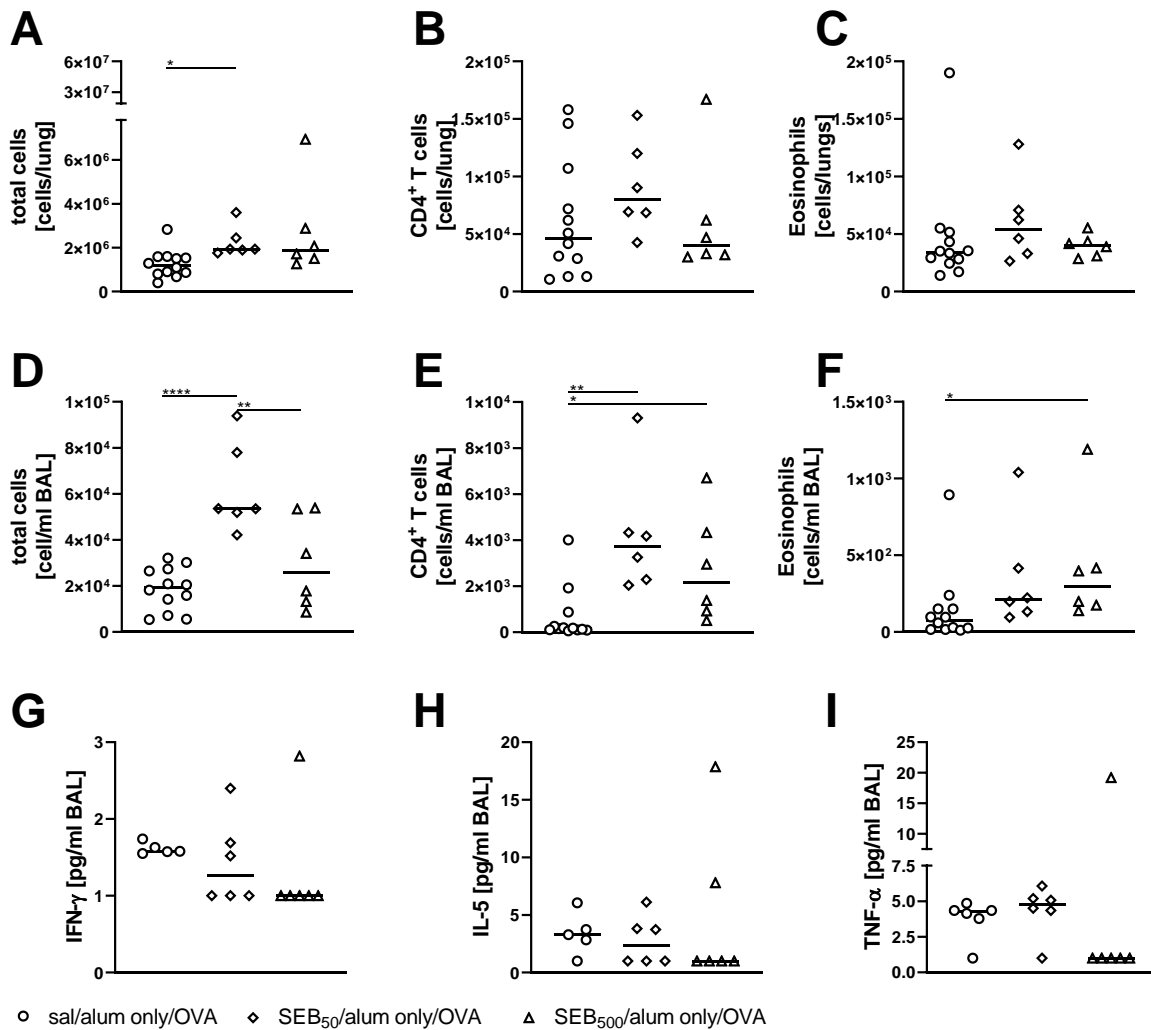 A
B
C
6×10⁷
3×10⁷
6×10⁶
4×10⁶
2×10⁶
0
total cells
[cells/lung]
*
2×10⁵
1.5×10⁵
1×10⁵
5×10⁴
0
CD4⁺ T cells
[cells/lung]
2×10⁵
1.5×10⁵
1×10⁵
5×10⁴
0
Eosinophils
[cells/lungs]
D
E
F
1×10⁵
8×10⁴
6×10⁴
4×10⁴
2×10⁴
0
total cells
[cell/ml BAL]
****
**
1×10⁴
8×10³
6×10³
4×10³
2×10³
0
CD4⁺ T cells
[cells/ml BAL]
**
*
1.5×10³
1×10³
5×10²
0
Eosinophils
[cells/ml BAL]
*
G
H
I
3
2
1
0
IFN-γ [pg/ml BAL]
20
15
10
5
0
IL-5 [pg/ml BAL]
25
20
15
10
7.5
5.0
2.5
0.0
TNF-α [pg/ml BAL]
sal/alum only/OVA
SEB₅₀/alum only/OVA
SEB₅₀₀/alum only/OVA